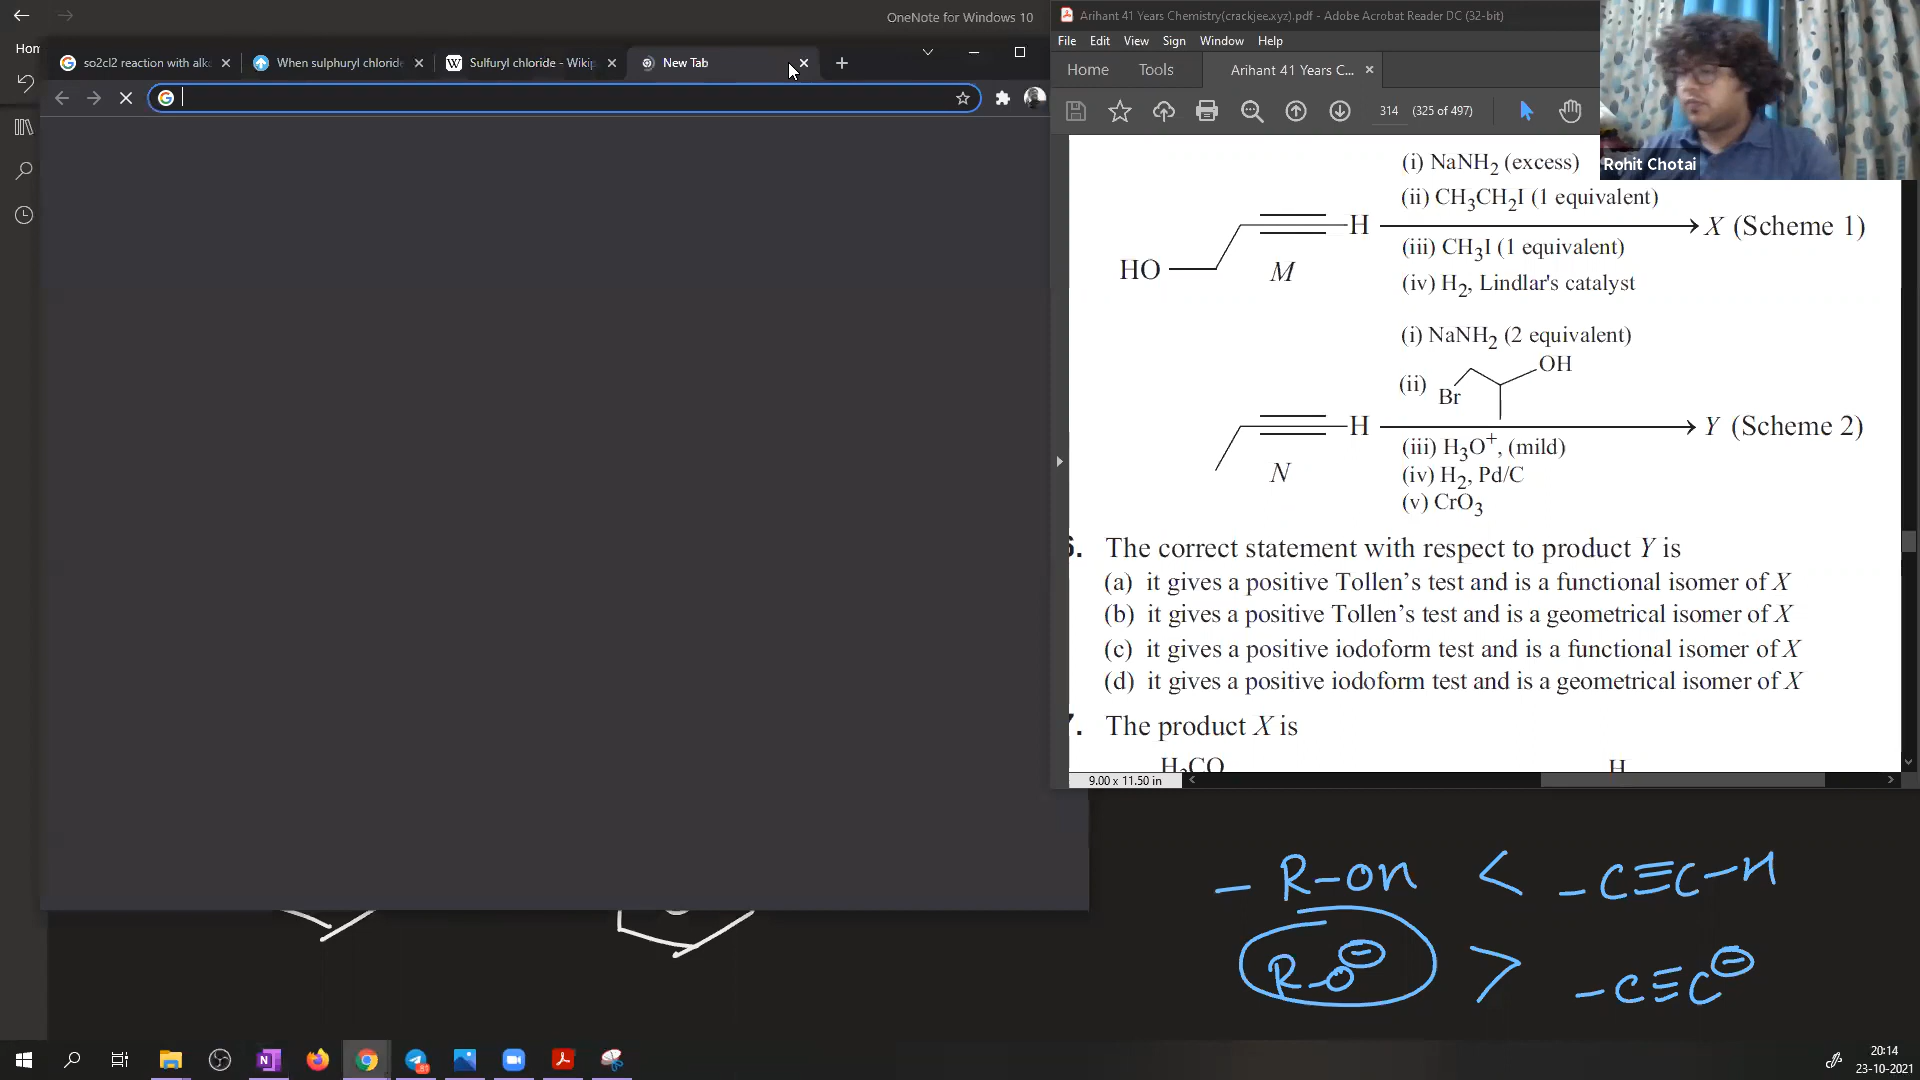 OneNote for Windows 10
Hom
so2cl2 reaction with alk
When sulphuryl chloride
Sulfuryl chloride - Wikip
New Tab
Arihant 41 Years Chemistry(crackjee.xyz).pdf - Adobe Acrobat Reader DC (32-bit)
File Edit View Sign Window Help
Home Tools Arihant 41 Years C...
314 (325 of 497)
Rohit Chotai
(i) NaNH2 (excess)
(ii) CH3CH2I (1 equivalent)
HO H X (Scheme 1)
M
(iii) CH3I (1 equivalent)
(iv) H2, Lindlar's catalyst
(i) NaNH2 (2 equivalent)
(ii) Br OH
H Y (Scheme 2)
N
(iii) H3O+, (mild)
(iv) H2, Pd/C
(v) CrO3
6. The correct statement with respect to product Y is
(a) it gives a positive Tollen’s test and is a functional isomer of X
(b) it gives a positive Tollen’s test and is a geometrical isomer of X
(c) it gives a positive iodoform test and is a functional isomer of X
(d) it gives a positive iodoform test and is a geometrical isomer of X
7. The product X is
H3CO H
9.00 x 11.50 in
– R–OH < –C≡C–H
R–O⊖ > –C≡C⊖
20:14
23-10-2021